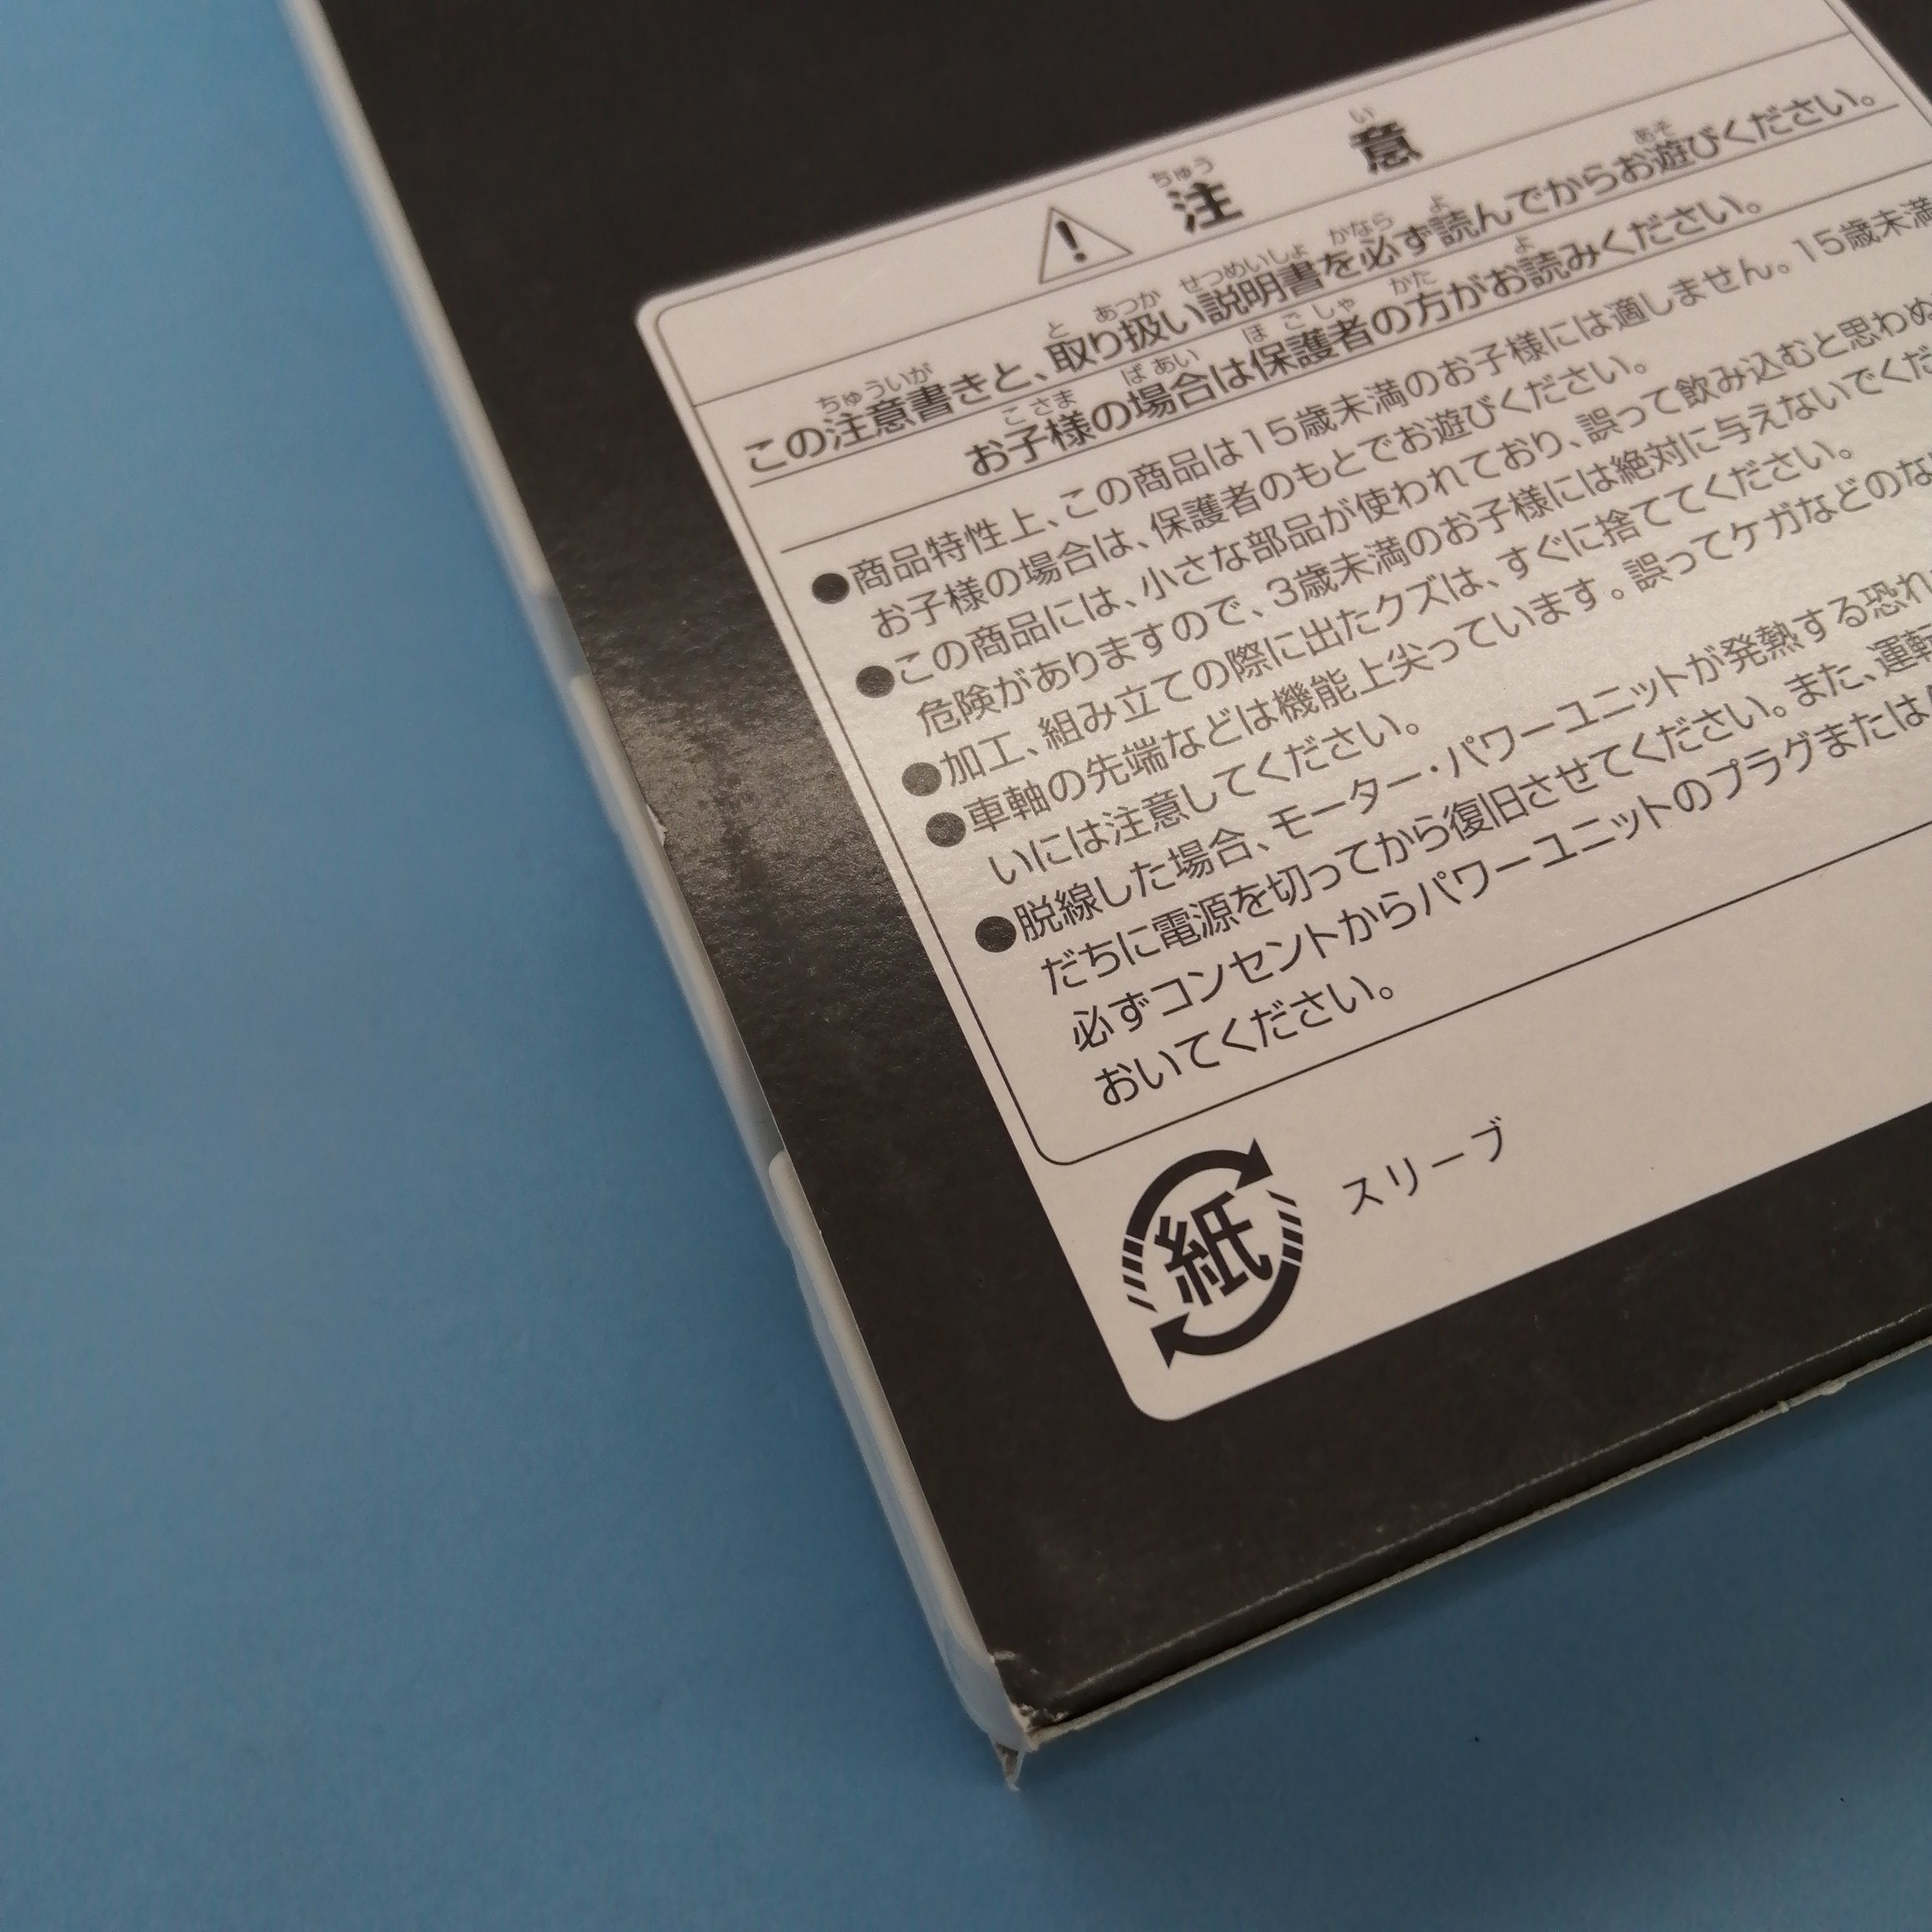 注意
この注意書きと、取り扱い説明書を必ず読んでからお遊びください。
お子様の場合は保護者の方がお読みください。
●商品特性上、この商品は15歳未満のお子様には適しません。15歳未満
お子様の場合は、保護者のもとでお遊びください。
●この商品には、小さな部品が使われており、誤って飲み込むと思わぬ
危険がありますので、3歳未満のお子様には絶対に与えないでくだ
●加工、組み立ての際に出たクズは、すぐに捨ててください。
●車軸の先端などは機能上尖っています。誤ってケガなどのな
いには注意してください。
●脱線した場合、モーター・パワーユニットが発熱する恐れ
だちに電源を切ってから復旧させてください。また、運転
必ずコンセントからパワーユニットのプラグまたは
おいてください。
紙 スリーブ